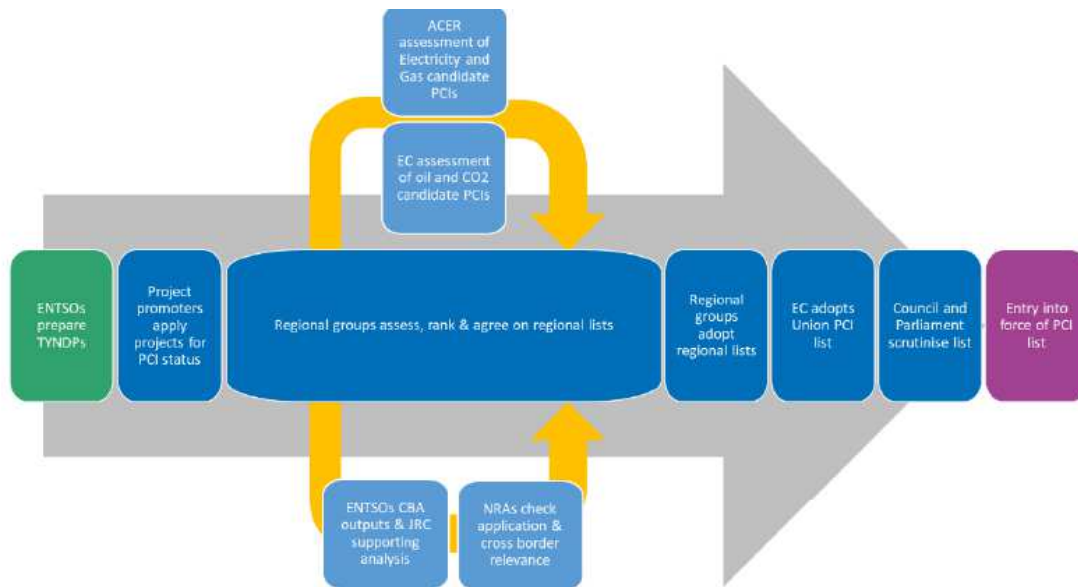 ACER
assessment of
Electricity and
Gas candidate
PCIs
EC assessment
of oil and CO2
candidate PCIs
ENTSOs
prepare
TYNDPs
Project
promoters
apply
projects for
PCI status
Regional groups assess, rank & agree on regional lists
Regional
groups
adopt
regional lists
EC adopts
Union PCI
list
Council and
Parliament
scrutinise list
Entry into
force of PCI
list
ENTSOs CBA
outputs & JRC
supporting
analysis
NRAs check
application &
cross border
relevance